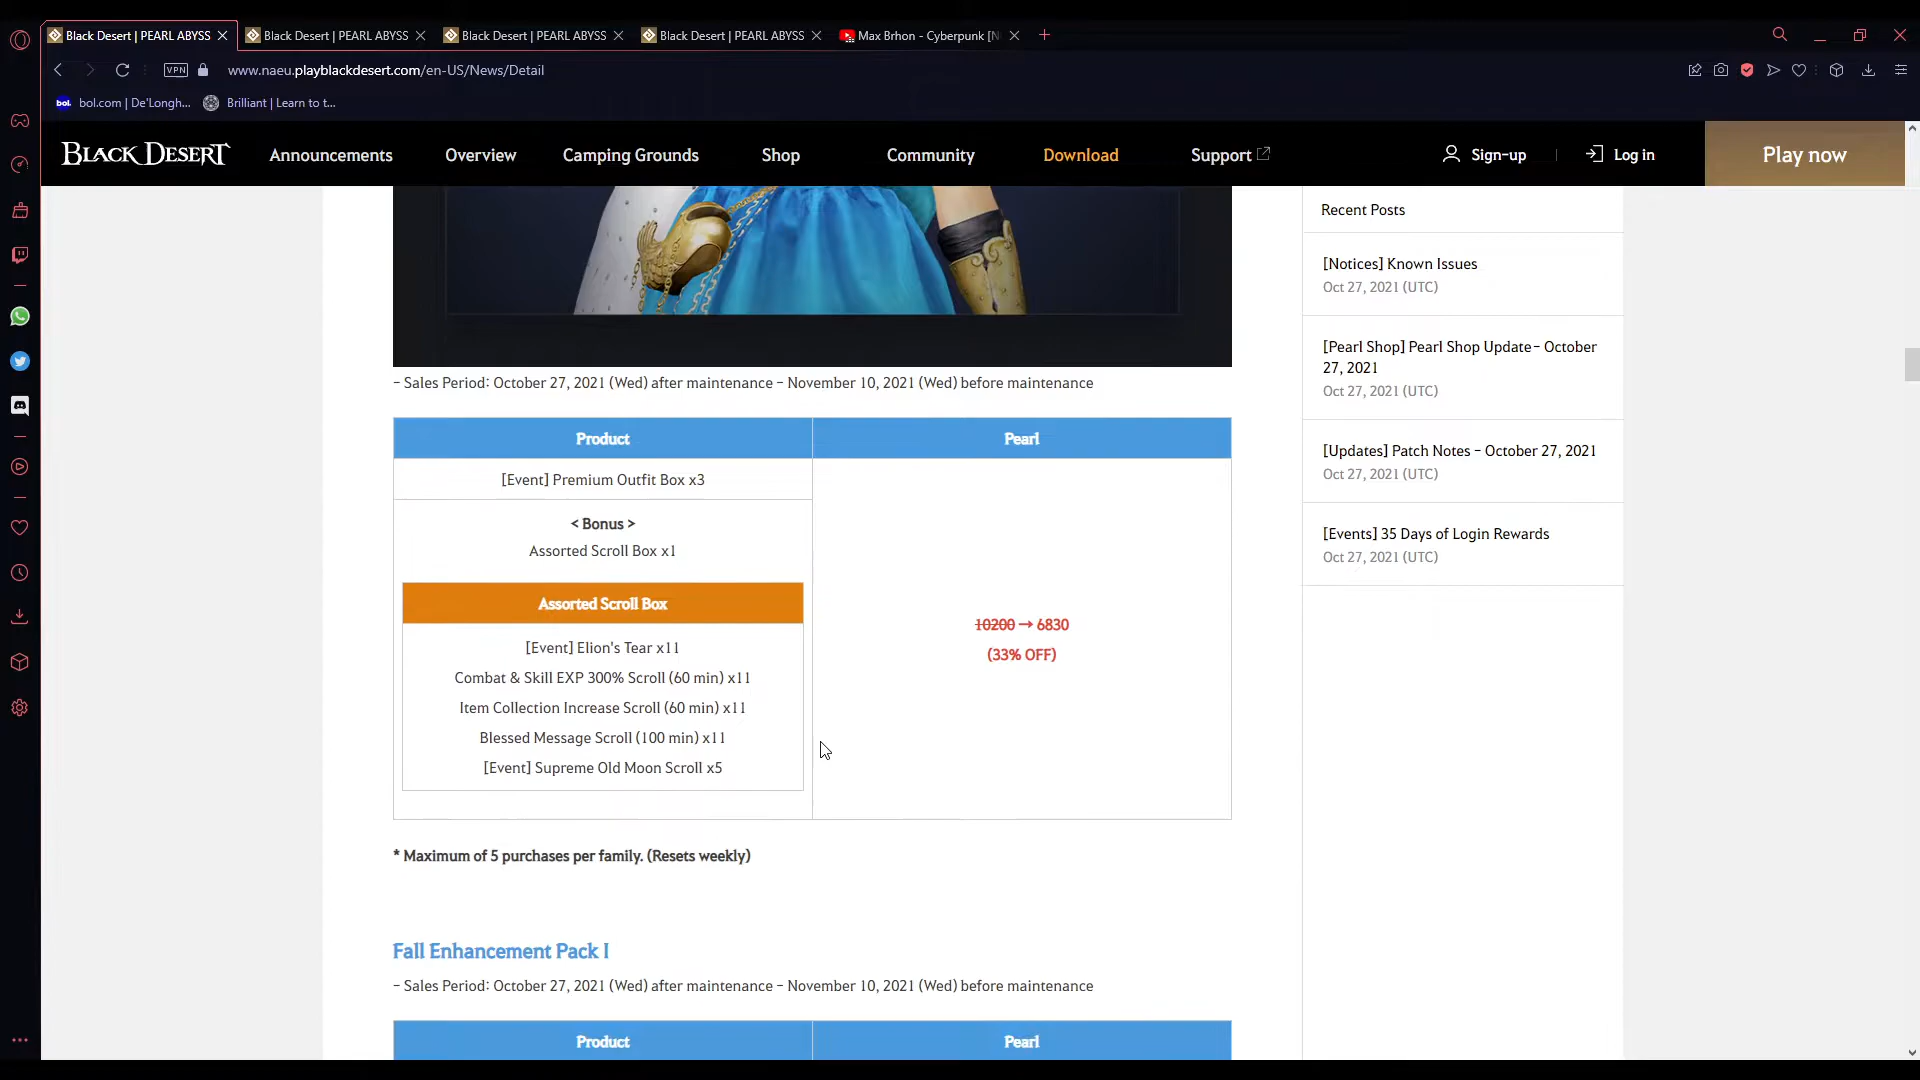 Black Desert | PEARL ABYSS
Black Desert | PEARL ABYSS
Black Desert | PEARL ABYSS
Black Desert | PEARL ABYSS
Max Brhon - Cyberpunk [N
VPN
www.naeu.playblackdesert.com/en-US/News/Detail
bol.
bol.com | De'Longh...
Brilliant | Learn to t...
BLACK DESERT
Announcements
Overview
Camping Grounds
Shop
Community
Download
Support
Sign-up
Log in
Play now
– Sales Period: October 27, 2021 (Wed) after maintenance – November 10, 2021 (Wed) before maintenance
Product
Pearl
[Event] Premium Outfit Box x3
< Bonus >
Assorted Scroll Box x1
Assorted Scroll Box
[Event] Elion's Tear x11
Combat & Skill EXP 300% Scroll (60 min) x11
Item Collection Increase Scroll (60 min) x11
Blessed Message Scroll (100 min) x11
[Event] Supreme Old Moon Scroll x5
10200 → 6830
(33% OFF)
* Maximum of 5 purchases per family. (Resets weekly)
Fall Enhancement Pack I
– Sales Period: October 27, 2021 (Wed) after maintenance – November 10, 2021 (Wed) before maintenance
Product
Pearl
Recent Posts
[Notices] Known Issues
Oct 27, 2021 (UTC)
[Pearl Shop] Pearl Shop Update – October
27, 2021
Oct 27, 2021 (UTC)
[Updates] Patch Notes – October 27, 2021
Oct 27, 2021 (UTC)
[Events] 35 Days of Login Rewards
Oct 27, 2021 (UTC)